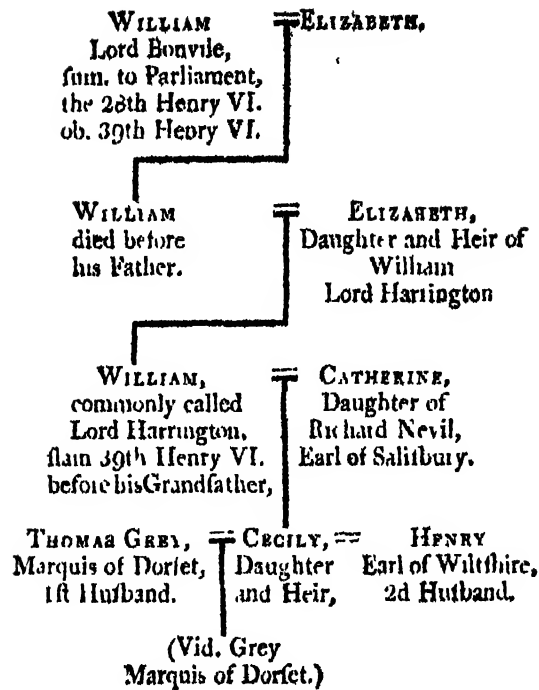 WILLIAM = ELIZABETH,
Lord Bonvile,
ſum. to Parliament,
the 28th Henry VI.
ob. 39th Henry VI.
WILLIAM
died before
his Father.
= ELIZABETH,
Daughter and Heir of
William
Lord Harrington
WILLIAM,
commonly called
Lord Harrington,
ſlain 39th Henry VI.
before his Grandfather,
= CATHERINE,
Daughter of
Richard Nevil,
Earl of Saliſbury.
THOMAS GREY,
Marquis of Dorſet,
1ſt Huſband.
= CECILY, =
Daughter
and Heir,
HENRY
Earl of Wiltſhire,
2d Huſband.
(Vid. Grey
Marquis of Dorſet.)